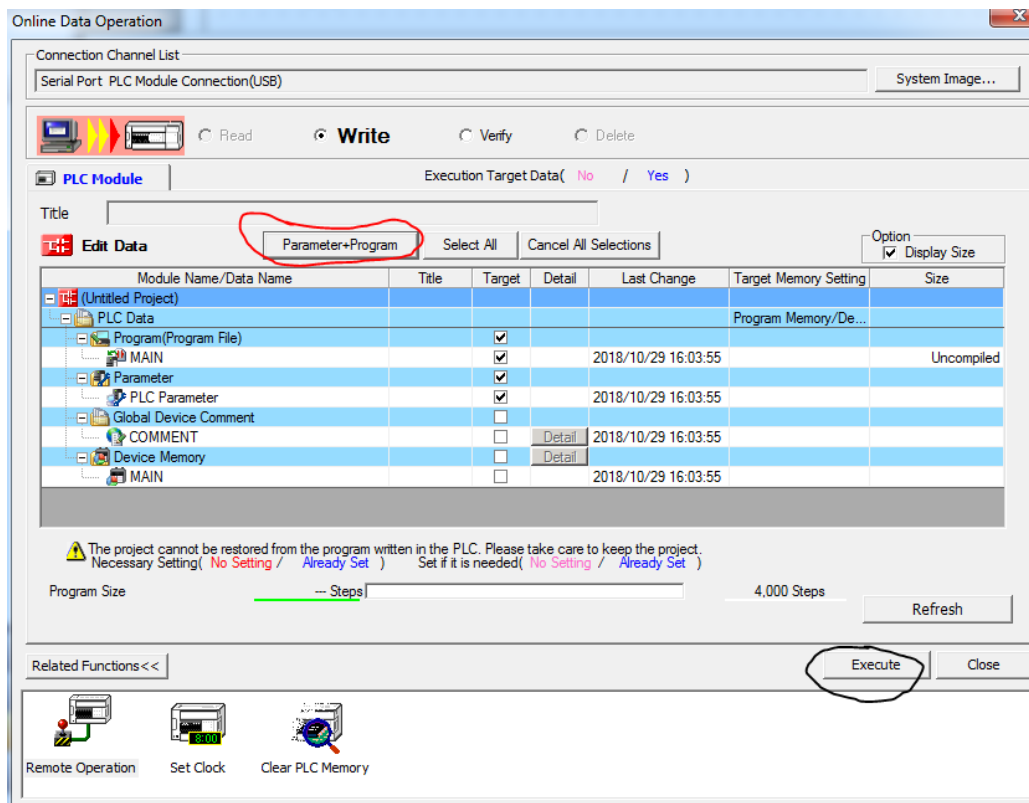 Online Data Operation
Connection Channel List
Serial Port PLC Module Connection(USB)
System Image...
Read Write Verify Delete
PLC Module
Execution Target Data( No / Yes )
Title
Edit Data Parameter+Program Select All Cancel All Selections
Option
Display Size
Module Name/Data Name Title Target Detail Last Change Target Memory Setting Size
(Untitled Project)
PLC Data Program Memory/De...
Program(Program File)
MAIN 2018/10/29 16:03:55 Uncompiled
Parameter
PLC Parameter 2018/10/29 16:03:55
Global Device Comment
COMMENT Detail 2018/10/29 16:03:55
Device Memory Detail
MAIN 2018/10/29 16:03:55
The project cannot be restored from the program written in the PLC. Please take care to keep the project.
Necessary Setting( No Setting / Already Set ) Set if it is needed( No Setting / Already Set )
Program Size --- Steps 4,000 Steps
Refresh
Related Functions<< Execute Close
8:00
Remote Operation Set Clock Clear PLC Memory